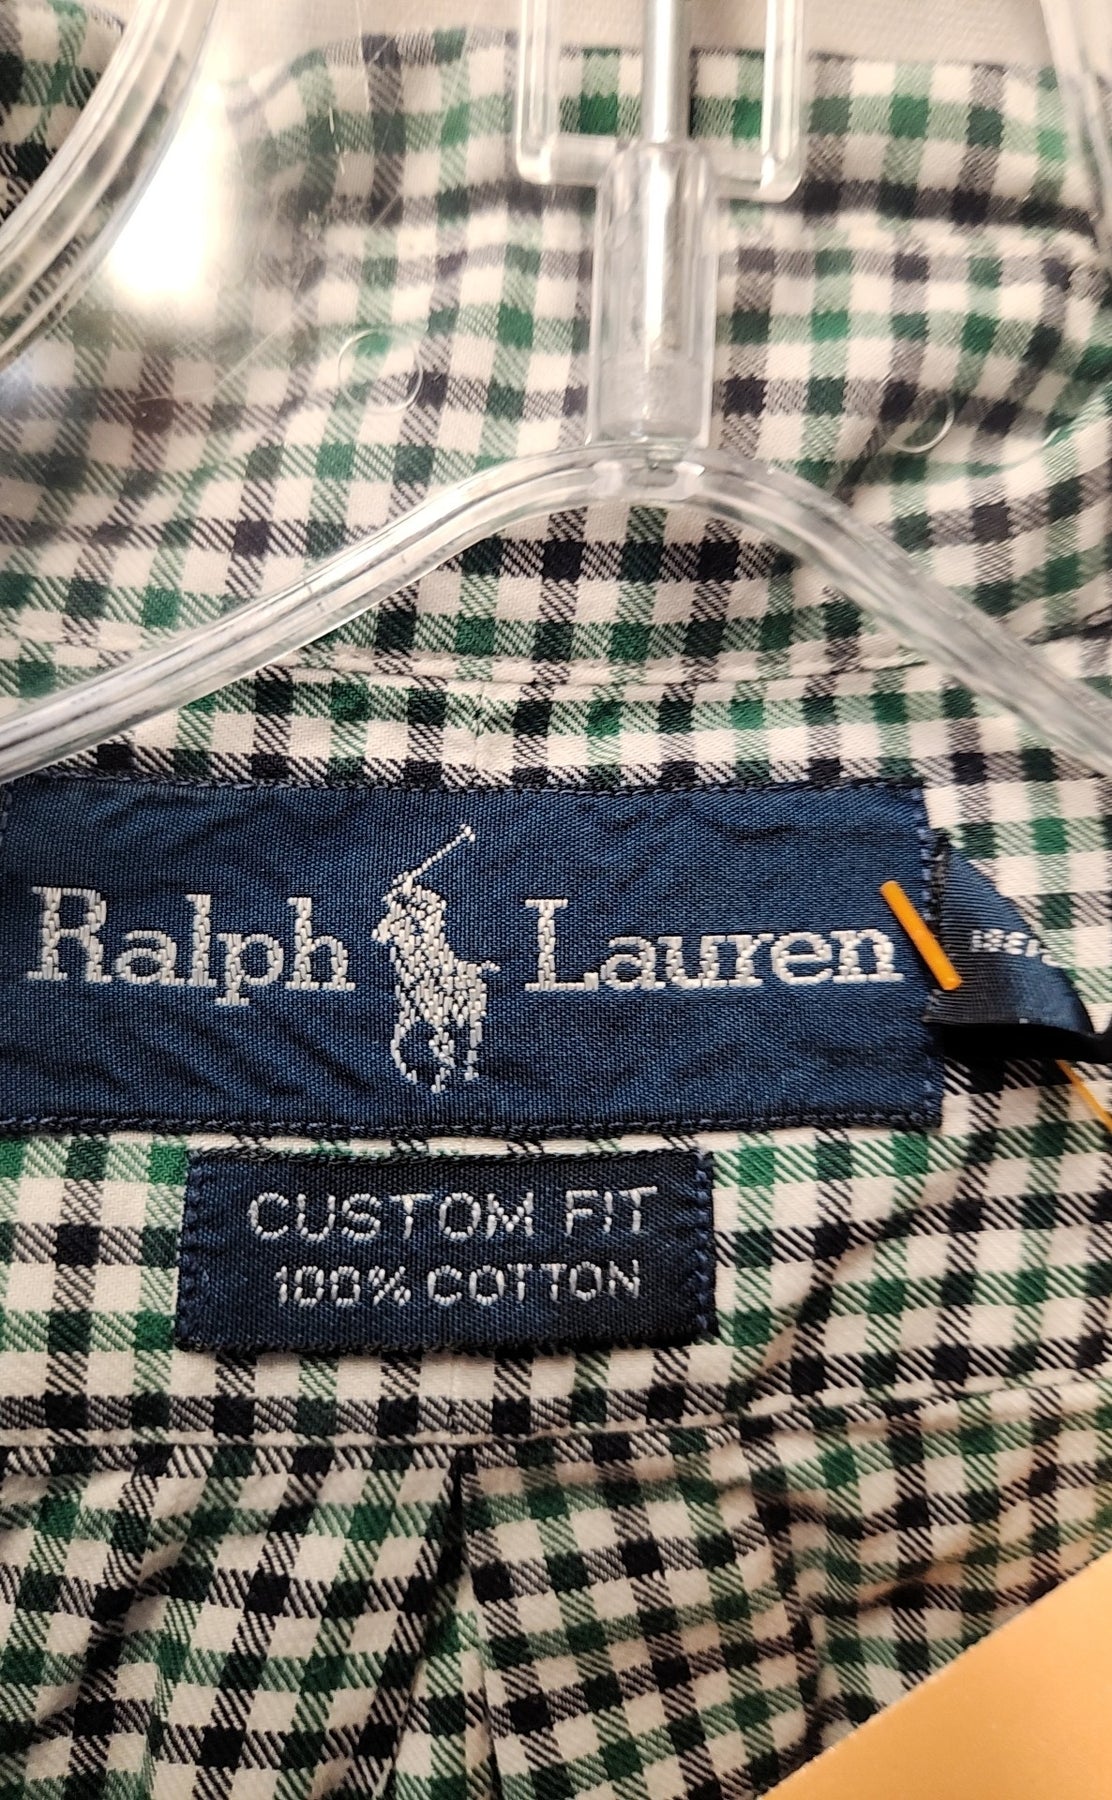 Ralph Lauren
CUSTOM FIT
100% COTTON